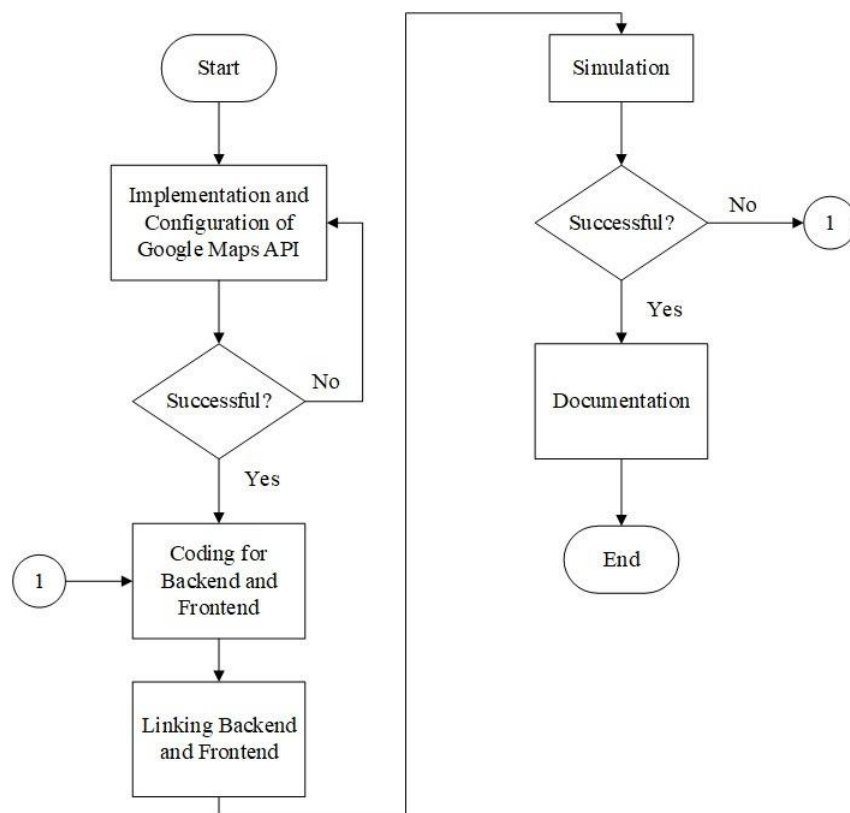 Start
Implementation and
Configuration of
Google Maps API
Successful?
No
Yes
1
Coding for
Backend and
Frontend
Linking Backend
and Frontend
Simulation
Successful?
No
1
Yes
Documentation
End